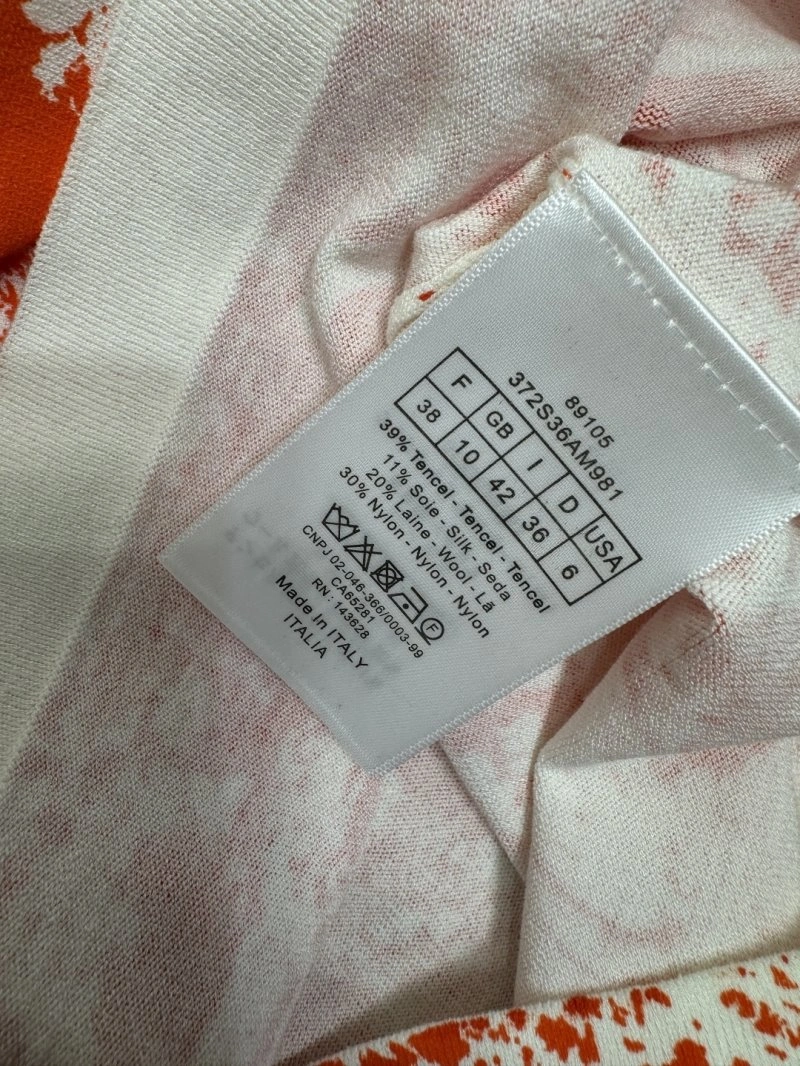 89105
372S36AM981
F GB I D USA
38 10 42 36 6
39% Tencel - Tencel - Tencel
11% Soie - Silk - Seda
20% Laine - Wool - Lã
30% Nylon - Nylon - Nylon
F
CNPJ 02-046-366/0003-99
CA65281
RN: 143628
Made In ITALY
ITALIA